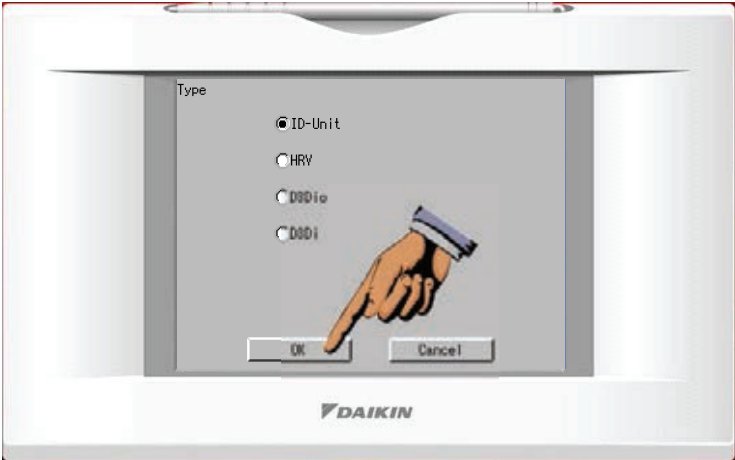 Type
ID-Unit
HRV
D3Dio
D3Di
OK
Cancel
DAIKIN